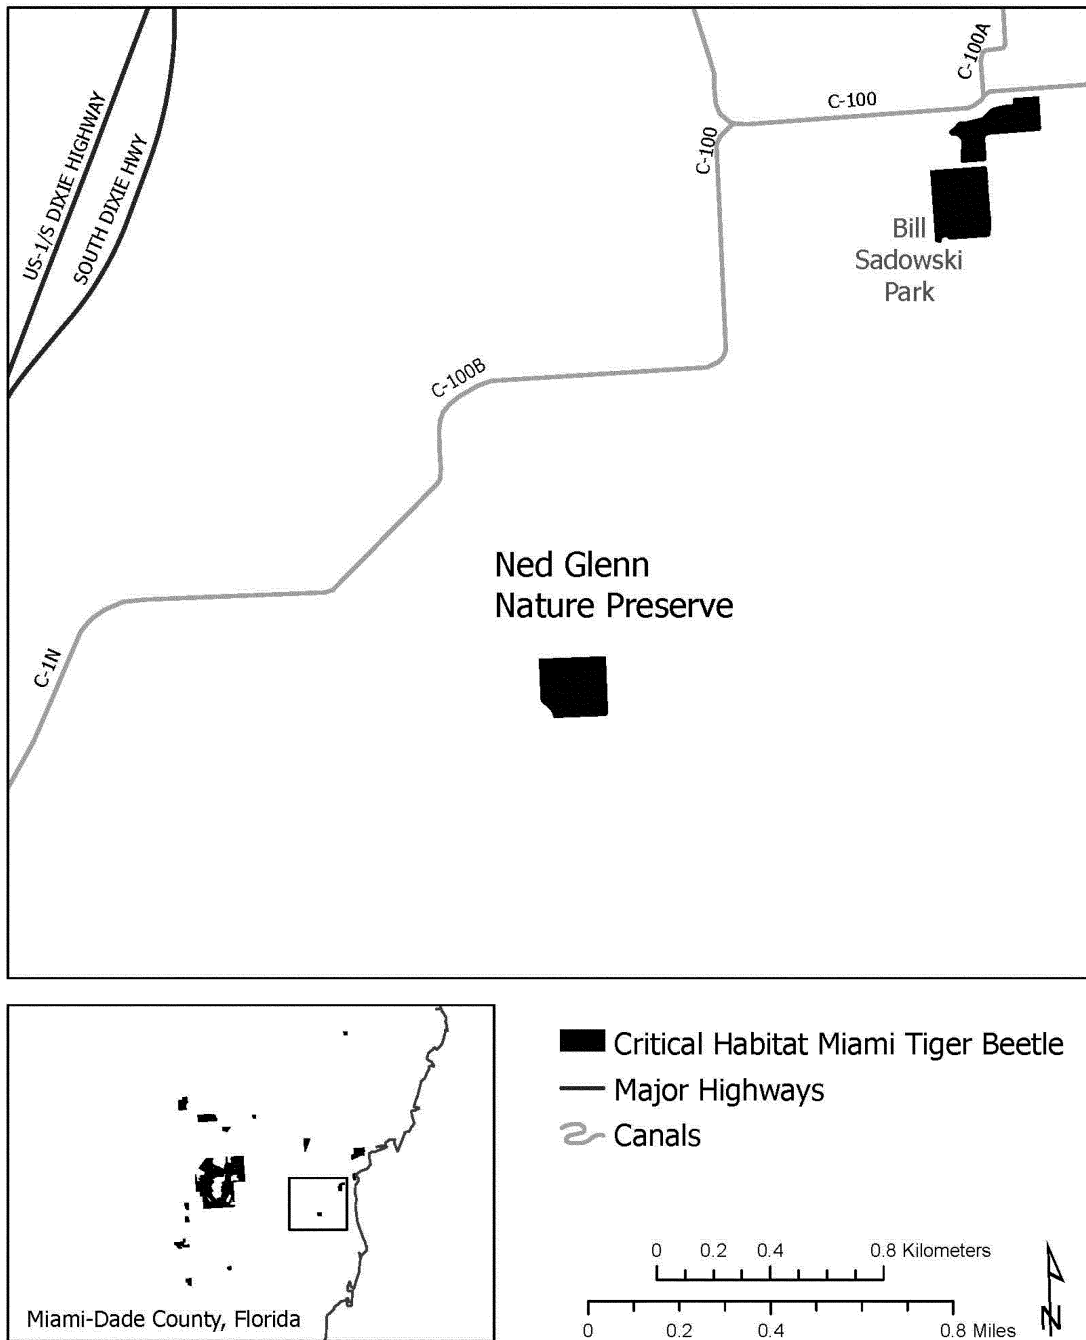 C-100A
C-100
US-1/S DIXIE HIGHWAY
SOUTH DIXIE HWY
C-100
Bill
Sadowski
Park
C-100B
Ned Glenn
Nature Preserve
C-1N
Critical Habitat Miami Tiger Beetle
Major Highways
Canals
0 0.2 0.4 0.8 Kilometers
0 0.2 0.4 0.8 Miles
N
Miami-Dade County, Florida